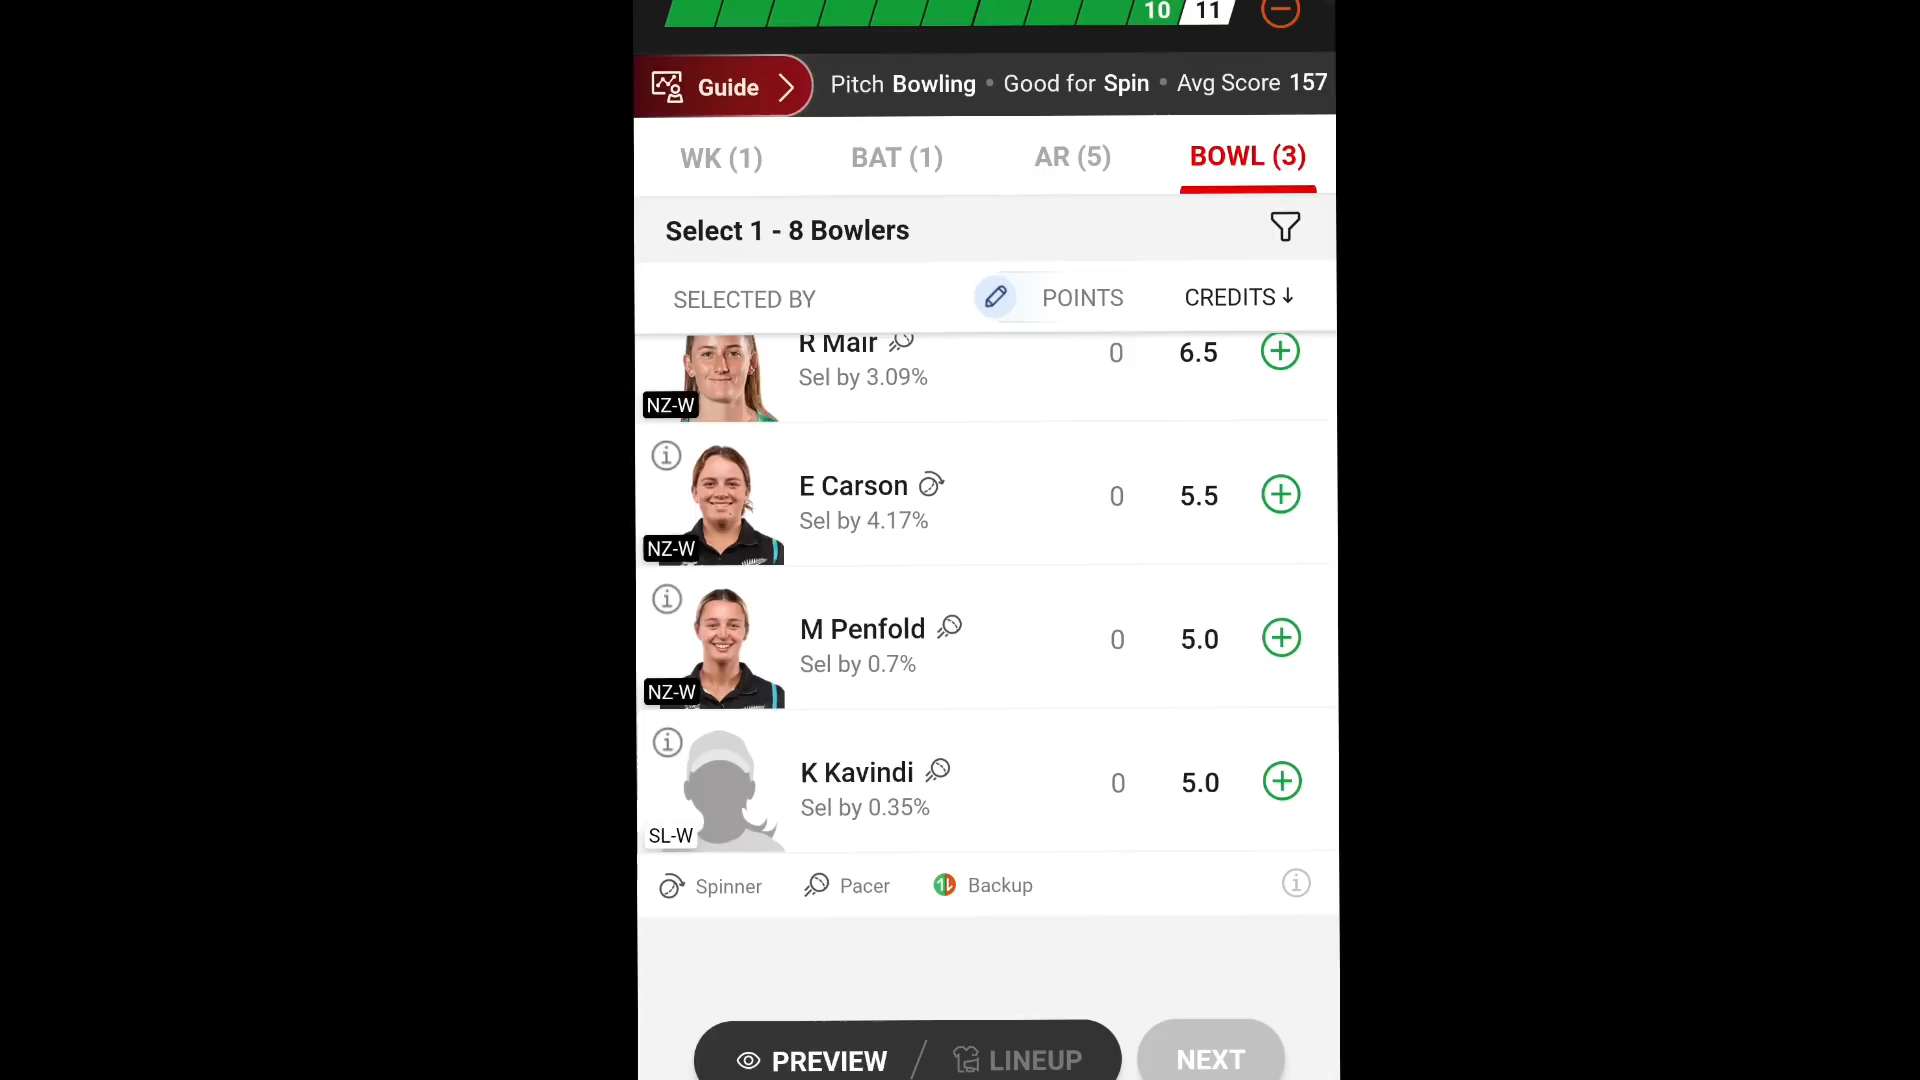 10 11
Guide Pitch Bowling • Good for Spin • Avg Score 157
WK (1) BAT (1) AR (5) BOWL (3)
Select 1 - 8 Bowlers
SELECTED BY POINTS CREDITS ↓
R Mair 0 6.5
Sel by 3.09%
NZ-W
E Carson 0 5.5
Sel by 4.17%
NZ-W
M Penfold 0 5.0
Sel by 0.7%
NZ-W
K Kavindi 0 5.0
Sel by 0.35%
SL-W
Spinner Pacer Backup
PREVIEW / LINEUP NEXT